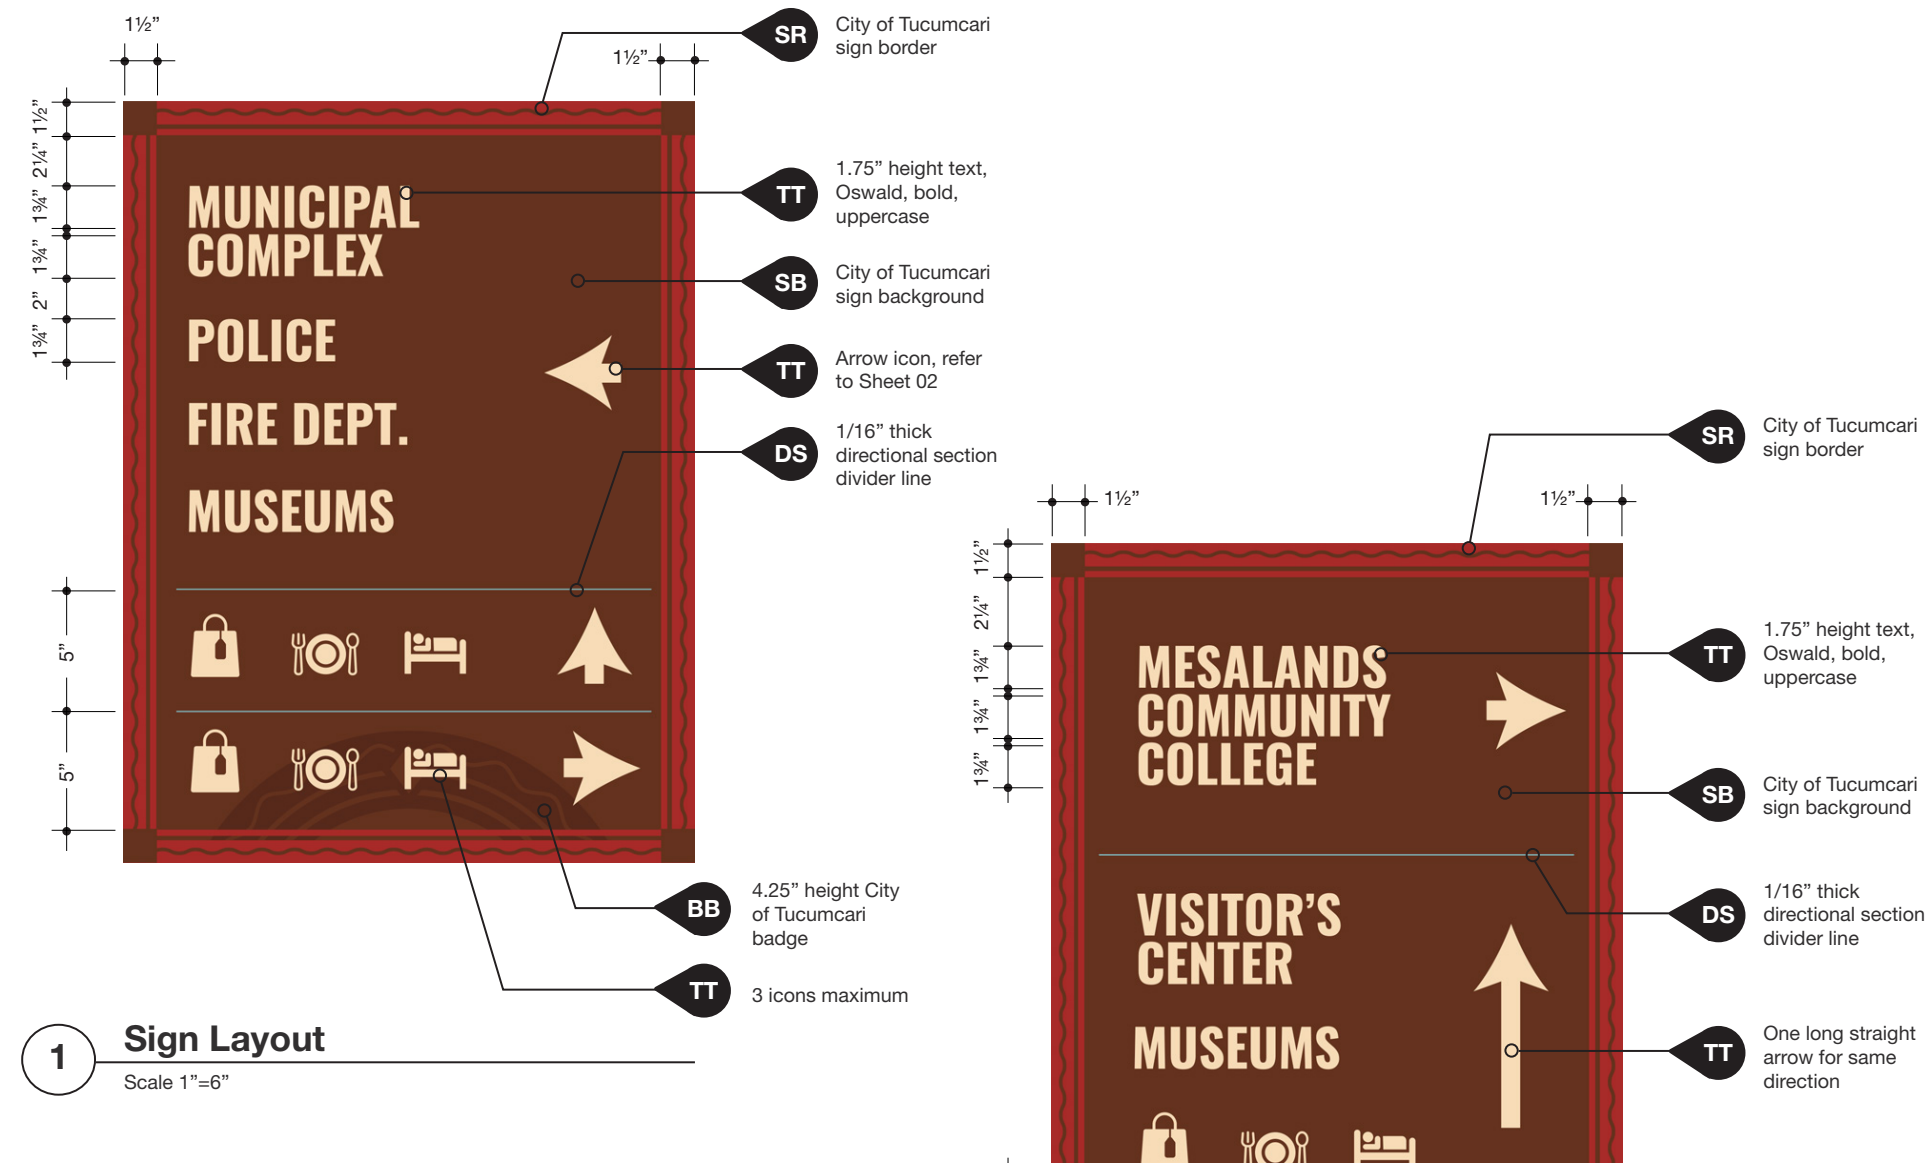 1½”
1½”
SR
City of Tucumcari
sign border
1½”
2¼”
1¾”
1¾”
2”
1¾”
5”
5”
MUNICIPAL
COMPLEX
POLICE
FIRE DEPT.
MUSEUMS
TT
1.75” height text,
Oswald, bold,
uppercase
SB
City of Tucumcari
sign background
TT
Arrow icon, refer
to Sheet 02
DS
1/16” thick
directional section
divider line
BB
4.25” height City
of Tucumcari
badge
TT
3 icons maximum
1
Sign Layout
Scale 1”=6”
1½”
1½”
SR
City of Tucumcari
sign border
1½”
2¼”
1¾”
1¾”
1¾”
MESALANDS
COMMUNITY
COLLEGE
VISITOR’S
CENTER
MUSEUMS
TT
1.75” height text,
Oswald, bold,
uppercase
SB
City of Tucumcari
sign background
DS
1/16” thick
directional section
divider line
TT
One long straight
arrow for same
direction